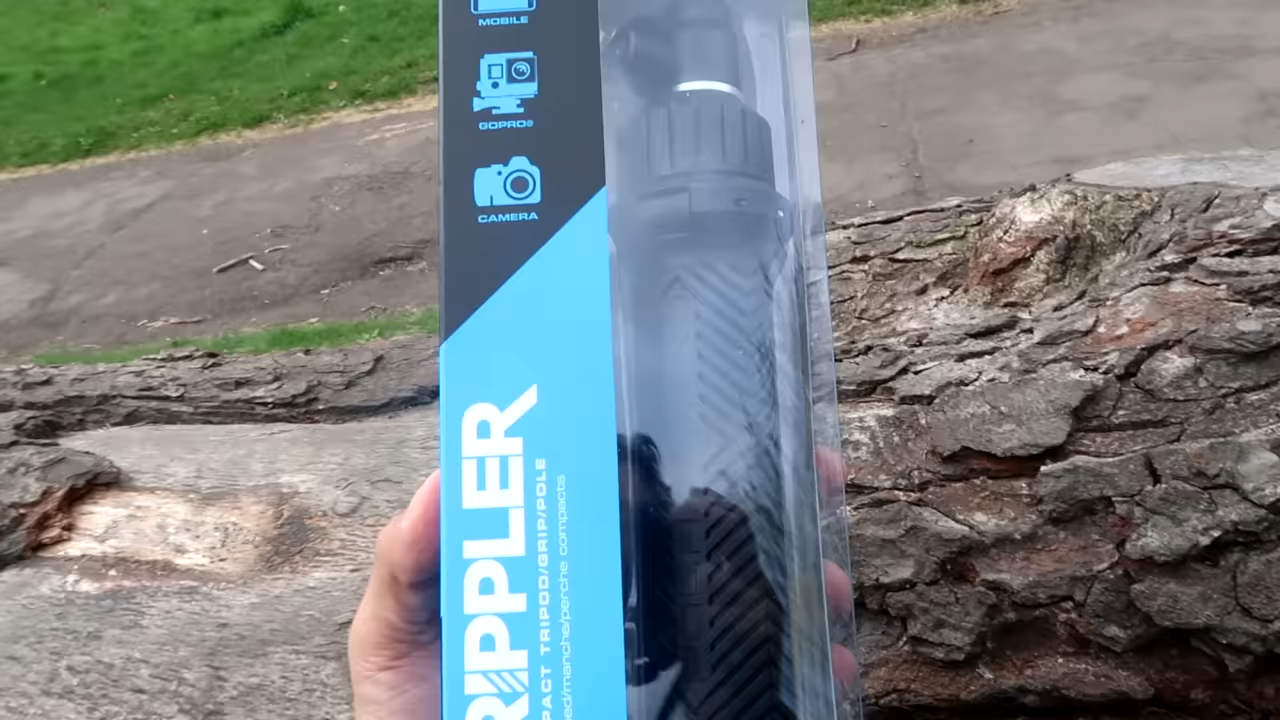 MOBILE
GOPRO®
CAMERA
RIPPLER
PACT TRIPOD/GRIP/POLE
ed/manche/perche compacts